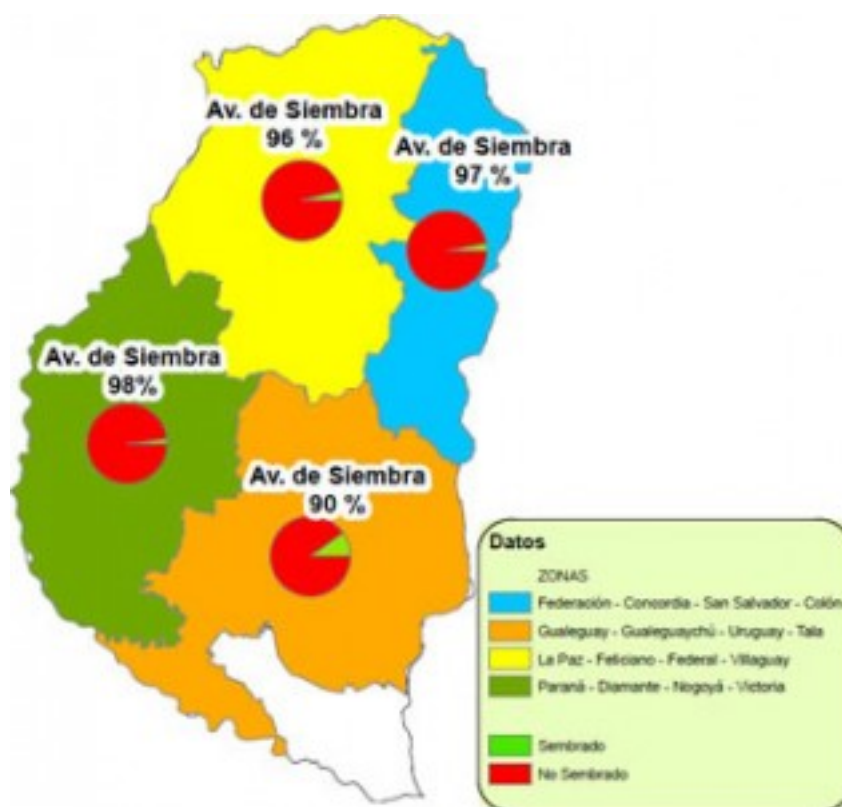 Av. de Siembra
96 %
Av. de Siembra
97 %
Av. de Siembra
98%
Av. de Siembra
90 %
Datos
ZONAS
Federación - Concordia - San Salvador - Colón
Gualeguay - Gualeguaychú - Uruguay - Tala
La Paz - Feliciano - Federal - Villaguay
Paraná - Diamante - Nogoyá - Victoria
Sembrado
No Sembrado